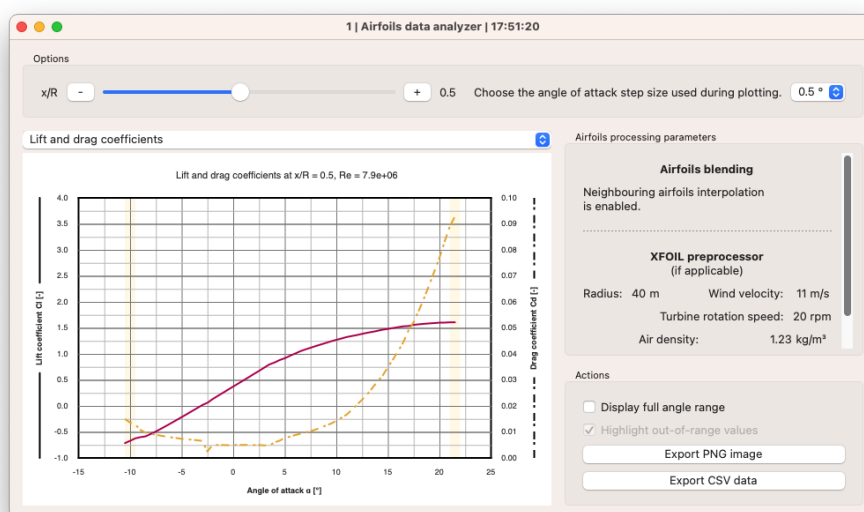 1 | Airfoils data analyzer | 17:51:20
Options
x/R - + 0.5 Choose the angle of attack step size used during plotting. 0.5 °
Lift and drag coefficients
Lift and drag coefficients at x/R = 0.5, Re = 7.9e+06
4.0
3.5
3.0
2.5
2.0
1.5
1.0
0.5
0.0
-0.5
-1.0
Lift coefficient Cl [-]
0.10
0.09
0.08
0.07
0.06
0.05
0.04
0.03
0.02
0.01
0.00
Drag coefficient Cd [-]
-15 -10 -5 0 5 10 15 20 25
Angle of attack α [°]
Airfoils processing parameters
Airfoils blending
Neighbouring airfoils interpolation
is enabled.
XFOIL preprocessor
(if applicable)
Radius: 40 m Wind velocity: 11 m/s
Turbine rotation speed: 20 rpm
Air density: 1.23 kg/m³
Actions
Display full angle range
Highlight out-of-range values
Export PNG image
Export CSV data